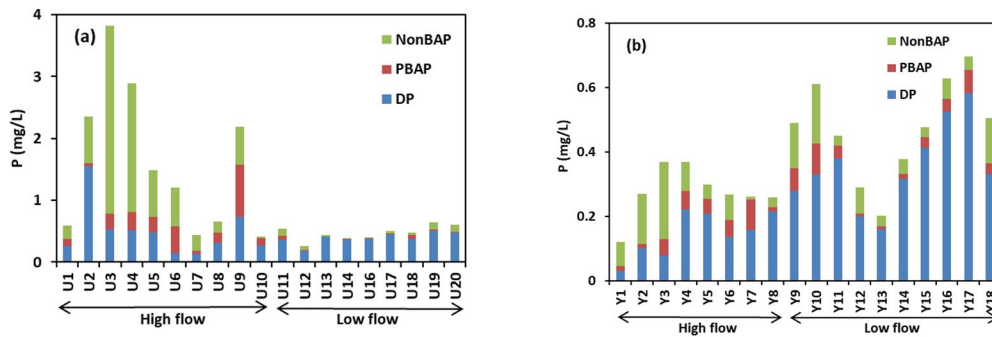 (a)
NonBAP
PBAP
DP
P (mg/L)
4
3
2
1
0
U1 U2 U3 U4 U5 U6 U7 U8 U9 U10 U11 U12 U13 U14 U16 U17 U18 U19 U20
High flow Low flow
(b)
NonBAP
PBAP
DP
P (mg/L)
0.8
0.6
0.4
0.2
0
Y1 Y2 Y3 Y4 Y5 Y6 Y7 Y8 Y9 Y10 Y11 Y12 Y13 Y14 Y15 Y16 Y17 Y18
High flow Low flow